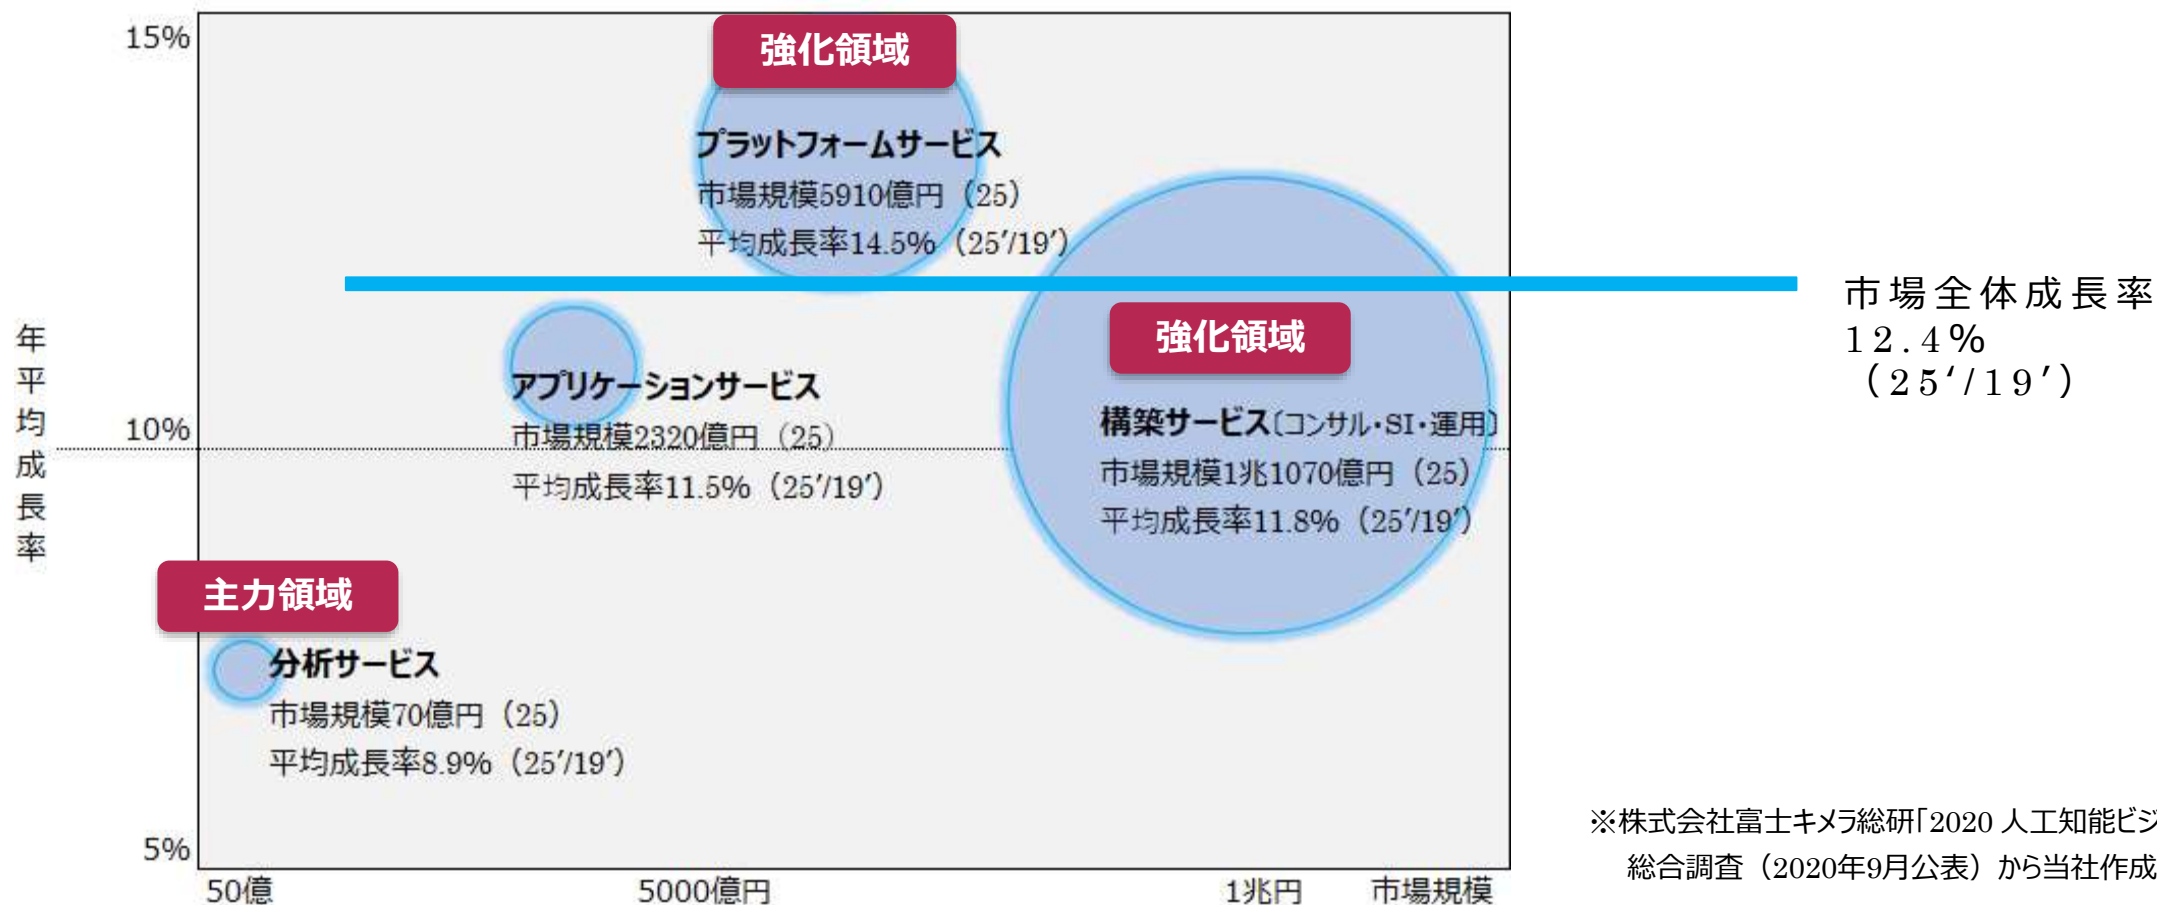 15%
強化領域
プラットフォームサービス
市場規模5910億円（25）
平均成長率14.5%（25′/19′）
市場全体成長率
12.4%
（25‘/19′）
強化領域
アプリケーションサービス
市場規模2320億円（25）
平均成長率11.5%（25′/19′）
構築サービス〔コンサル・SI・運用〕
市場規模1兆1070億円（25）
平均成長率11.8%（25′/19′）
年平均成長率
10%
主力領域
分析サービス
市場規模70億円（25）
平均成長率8.9%（25′/19′）
5%
50億
5000億円
1兆円
市場規模
※株式会社富士キメラ総研「2020 人工知能ビジ
総合調査（2020年9月公表）から当社作成